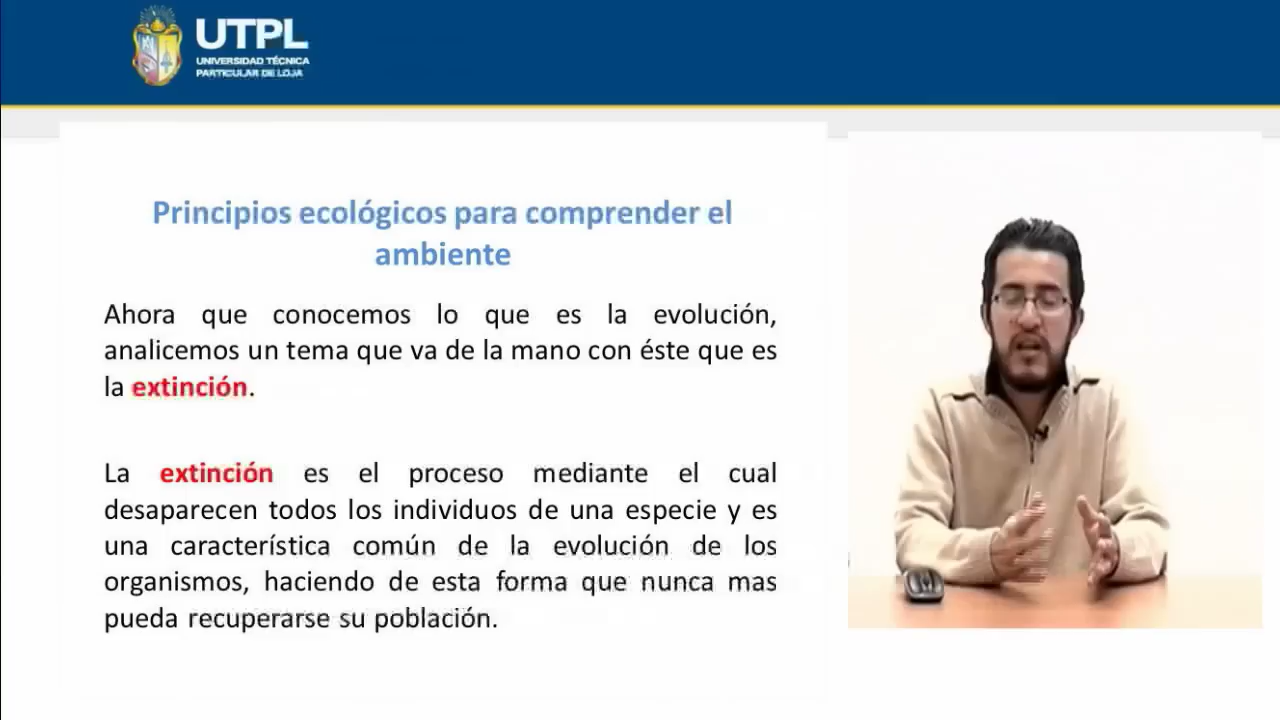 UTPL
UNIVERSIDAD TÉCNICA
PARTICULAR DE LOJA
Principios ecológicos para comprender el
ambiente
Ahora que conocemos lo que es la evolución,
analicemos un tema que va de la mano con éste que es
la extinción.
La extinción es el proceso mediante el cual
desaparecen todos los individuos de una especie y es
una característica común de la evolución de los
organismos, haciendo de esta forma que nunca mas
pueda recuperarse su población.